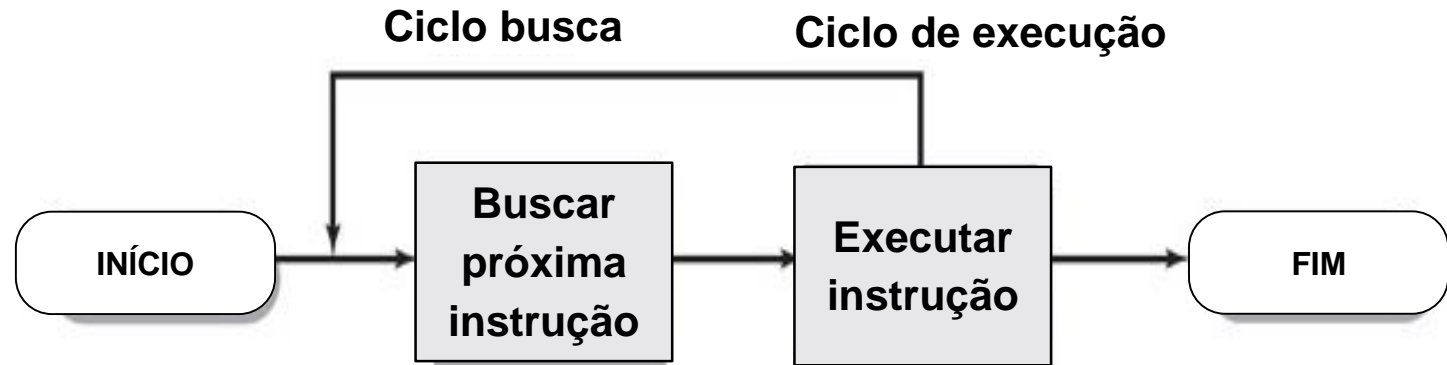 Ciclo busca
Ciclo de execução
INÍCIO
Buscar
próxima
instrução
Executar
instrução
FIM